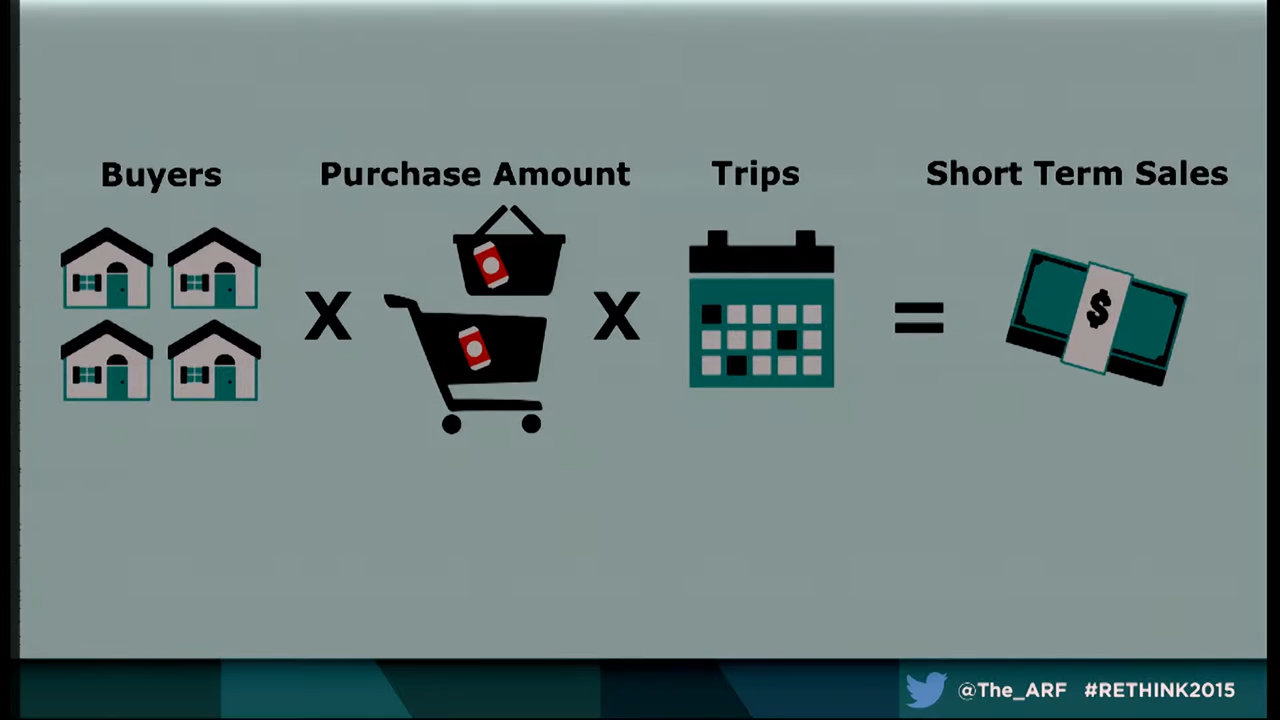 Buyers
Purchase Amount
Trips
Short Term Sales
X
X
=
$
@The_ARF #RETHINK2015